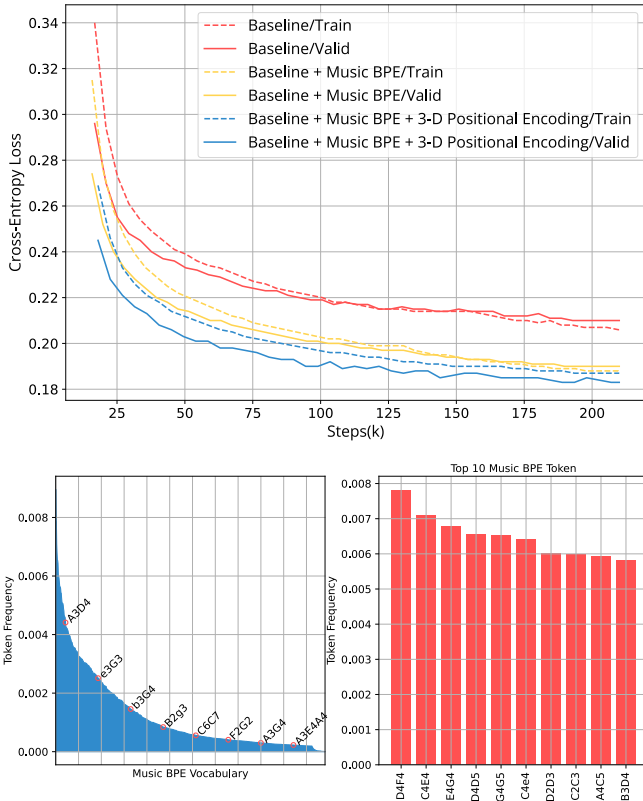 0.34
0.32
0.30
0.28
0.26
0.24
0.22
0.20
0.18
Cross-Entropy Loss
Baseline/Train
Baseline/Valid
Baseline + Music BPE/Train
Baseline + Music BPE/Valid
Baseline + Music BPE + 3-D Positional Encoding/Train
Baseline + Music BPE + 3-D Positional Encoding/Valid
25 50 75 100 125 150 175 200
Steps(k)
0.008
0.006
0.004
0.002
0.000
Token Frequency
A3D4
e3G3
b3G4
B2g3
C6C7
F2G2
A3G4
A3E4A4
Music BPE Vocabulary
Top 10 Music BPE Token
0.008
0.007
0.006
0.005
0.004
0.003
0.002
0.001
0.000
Token Frequency
D4F4
C4E4
E4G4
D4D5
G4G5
C4e4
D2D3
C2C3
A4C5
B3D4